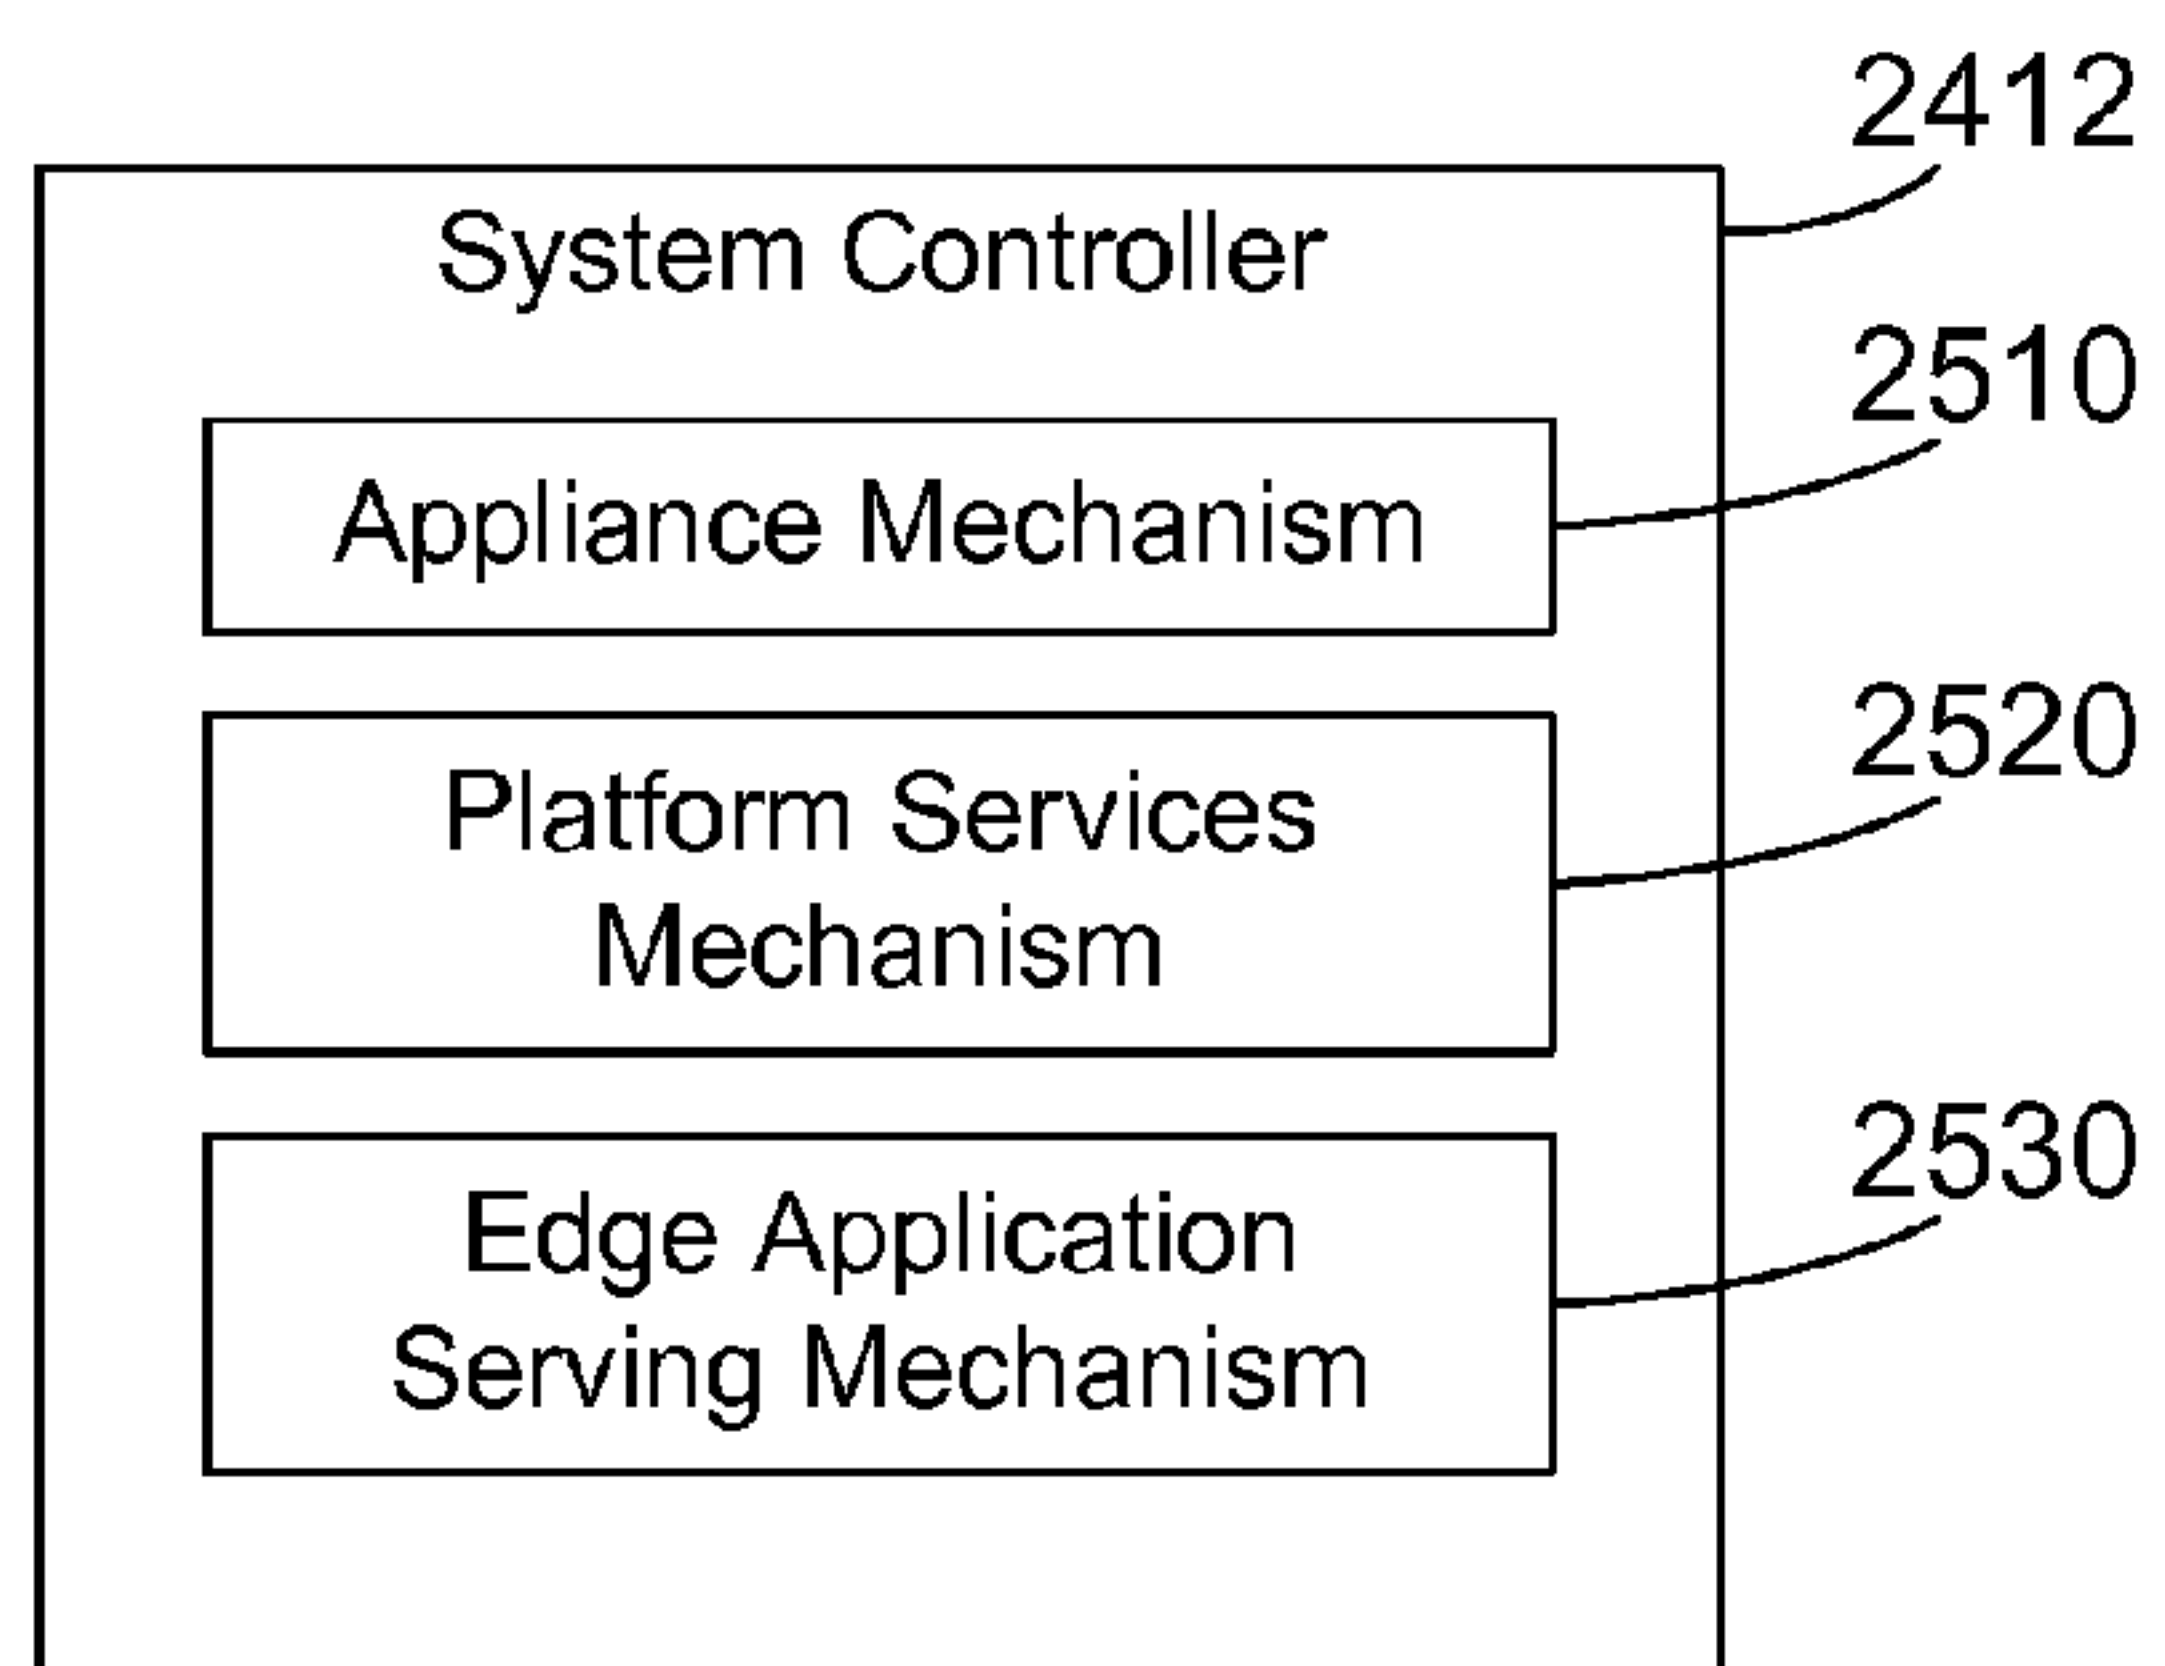 2412
System Controller
2510
Appliance Mechanism
2520
Platform Services
Mechanism
2530
Edge Application
Serving Mechanism